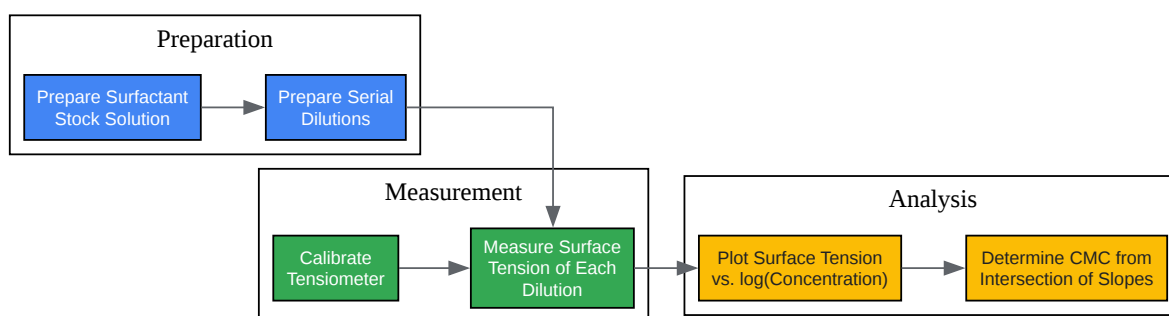 Preparation
Prepare Surfactant
Stock Solution
Prepare Serial
Dilutions
Measurement
Calibrate
Tensiometer
Measure Surface
Tension of Each
Dilution
Analysis
Plot Surface Tension
vs. log(Concentration)
Determine CMC from
Intersection of Slopes